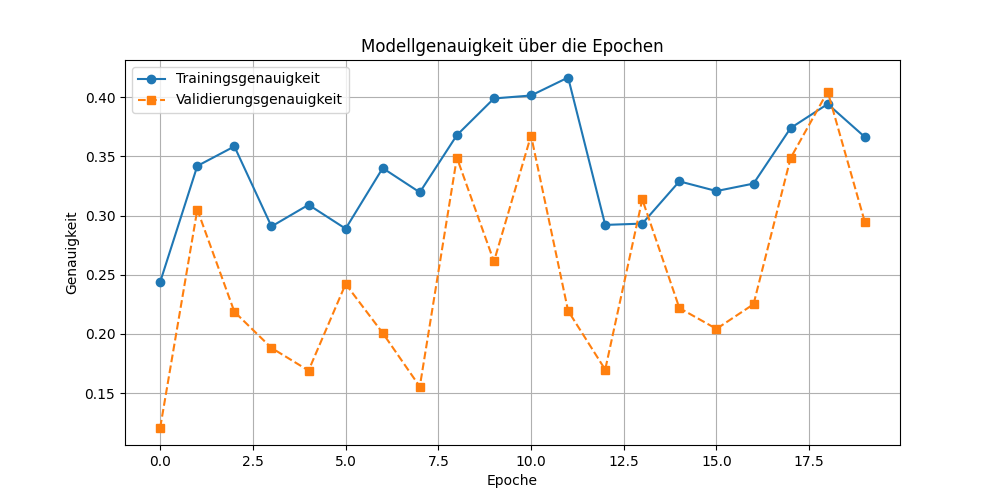 Modellgenauigkeit über die Epochen
Trainingsgenauigkeit
Validierungsgenauigkeit
0.40
0.35
0.30
0.25
0.20
0.15
Genauigkeit
0.0 2.5 5.0 7.5 10.0 12.5 15.0 17.5
Epoche